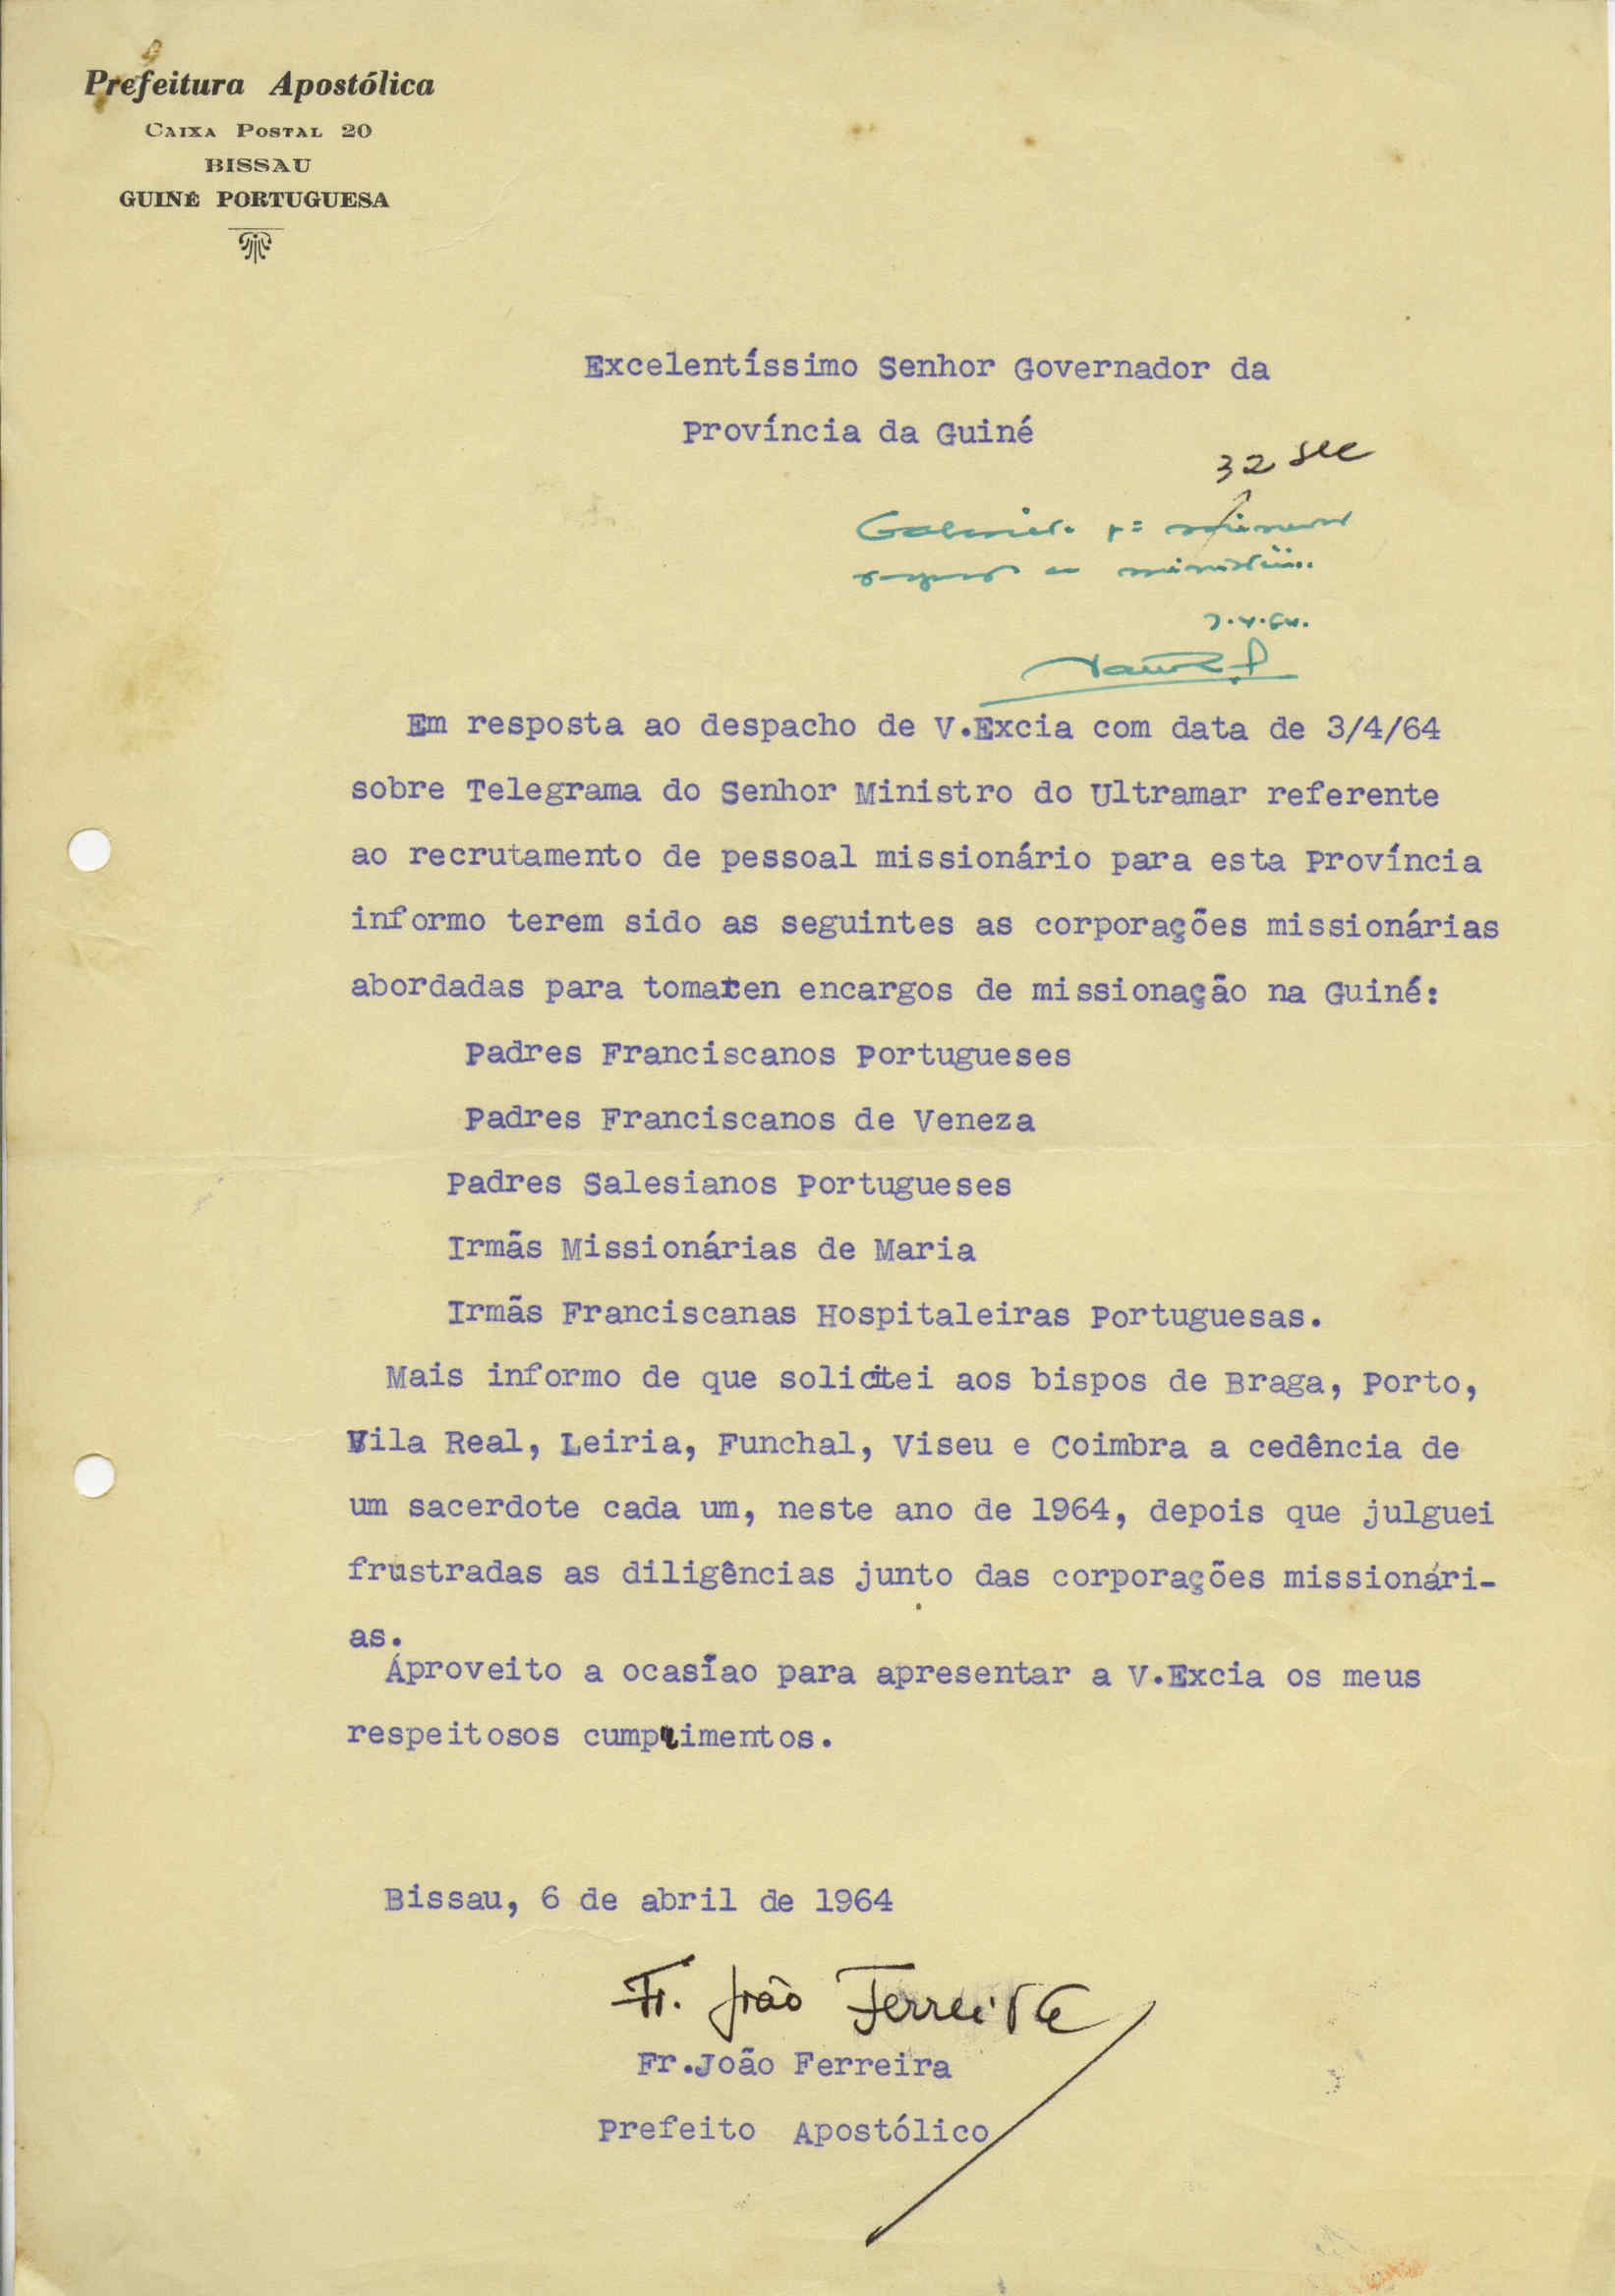 Prefeitura Apostólica
CAIXA POSTAL 20
BISSAU
GUINÉ PORTUGUESA
Excelentíssimo Senhor Governador da
Província da Guiné
32 sec
7.4.64.
Em resposta ao despacho de V.Excia com data de 3/4/64
sobre Telegrama do Senhor Ministro do Ultramar referente
ao recrutamento de pessoal missionário para esta Província
informo terem sido as seguintes as corporações missionárias
abordadas para tomaren encargos de missionação na Guiné:
Padres Franciscanos Portugueses
Padres Franciscanos de Veneza
Padres Salesianos Portugueses
Irmãs Missionárias de Maria
Irmãs Franciscanas Hospitaleiras Portuguesas.
Mais informo de que solicitei aos bispos de Braga, Porto,
Vila Real, Leiria, Funchal, Viseu e Coimbra a cedência de
um sacerdote cada um, neste ano de 1964, depois que julguei
frustradas as diligências junto das corporações missionári-
as.
Áproveito a ocasíao para apresentar a V.Excia os meus
respeitosos cumprimentos.
Bissau, 6 de abril de 1964
Fr. João Ferreira
Fr.João Ferreira
Prefeito Apostólico